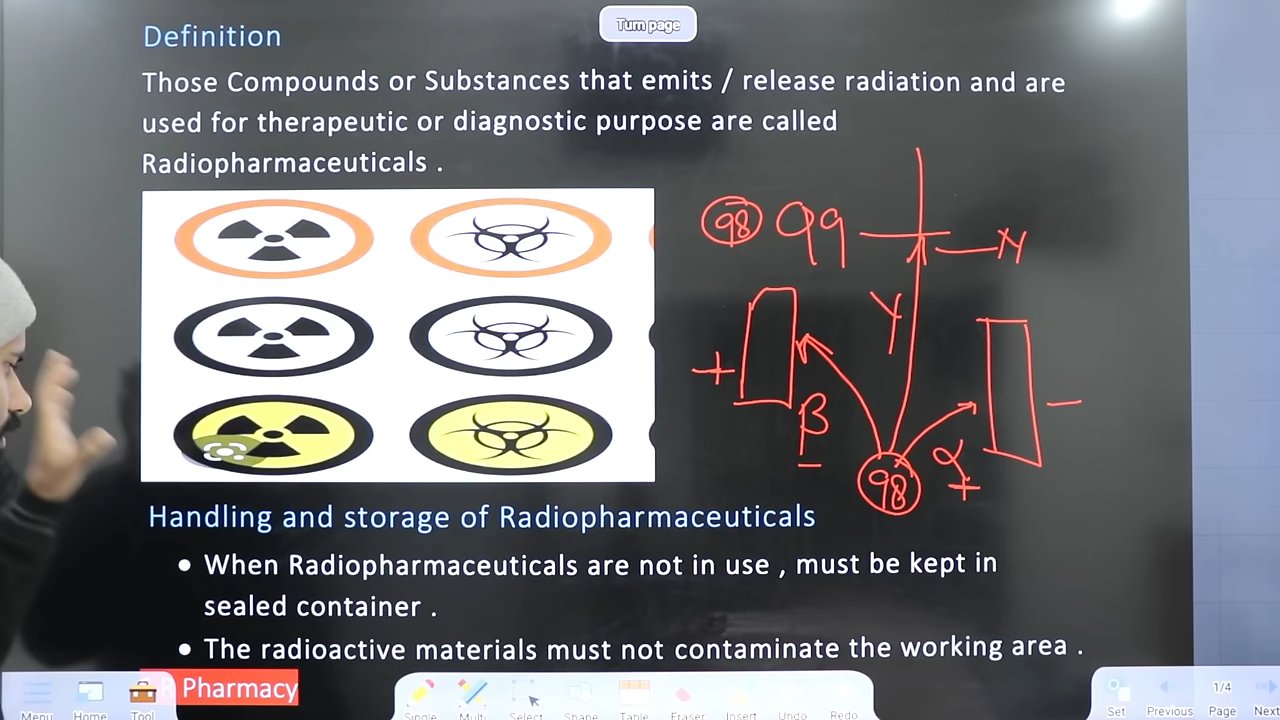 Turn page
Definition
Those Compounds or Substances that emits / release radiation and are
used for therapeutic or diagnostic purpose are called
Radiopharmaceuticals .
98 99
γ
+
β
-
-
α
+
98
Handling and storage of Radiopharmaceuticals
When Radiopharmaceuticals are not in use , must be kept in
sealed container .
The radioactive materials must not contaminate the working area .
Pharmacy
Menu Home Tool Single Multi Select Shape Table Eraser Insert Undo Redo Set Previous 1/4 Page Next